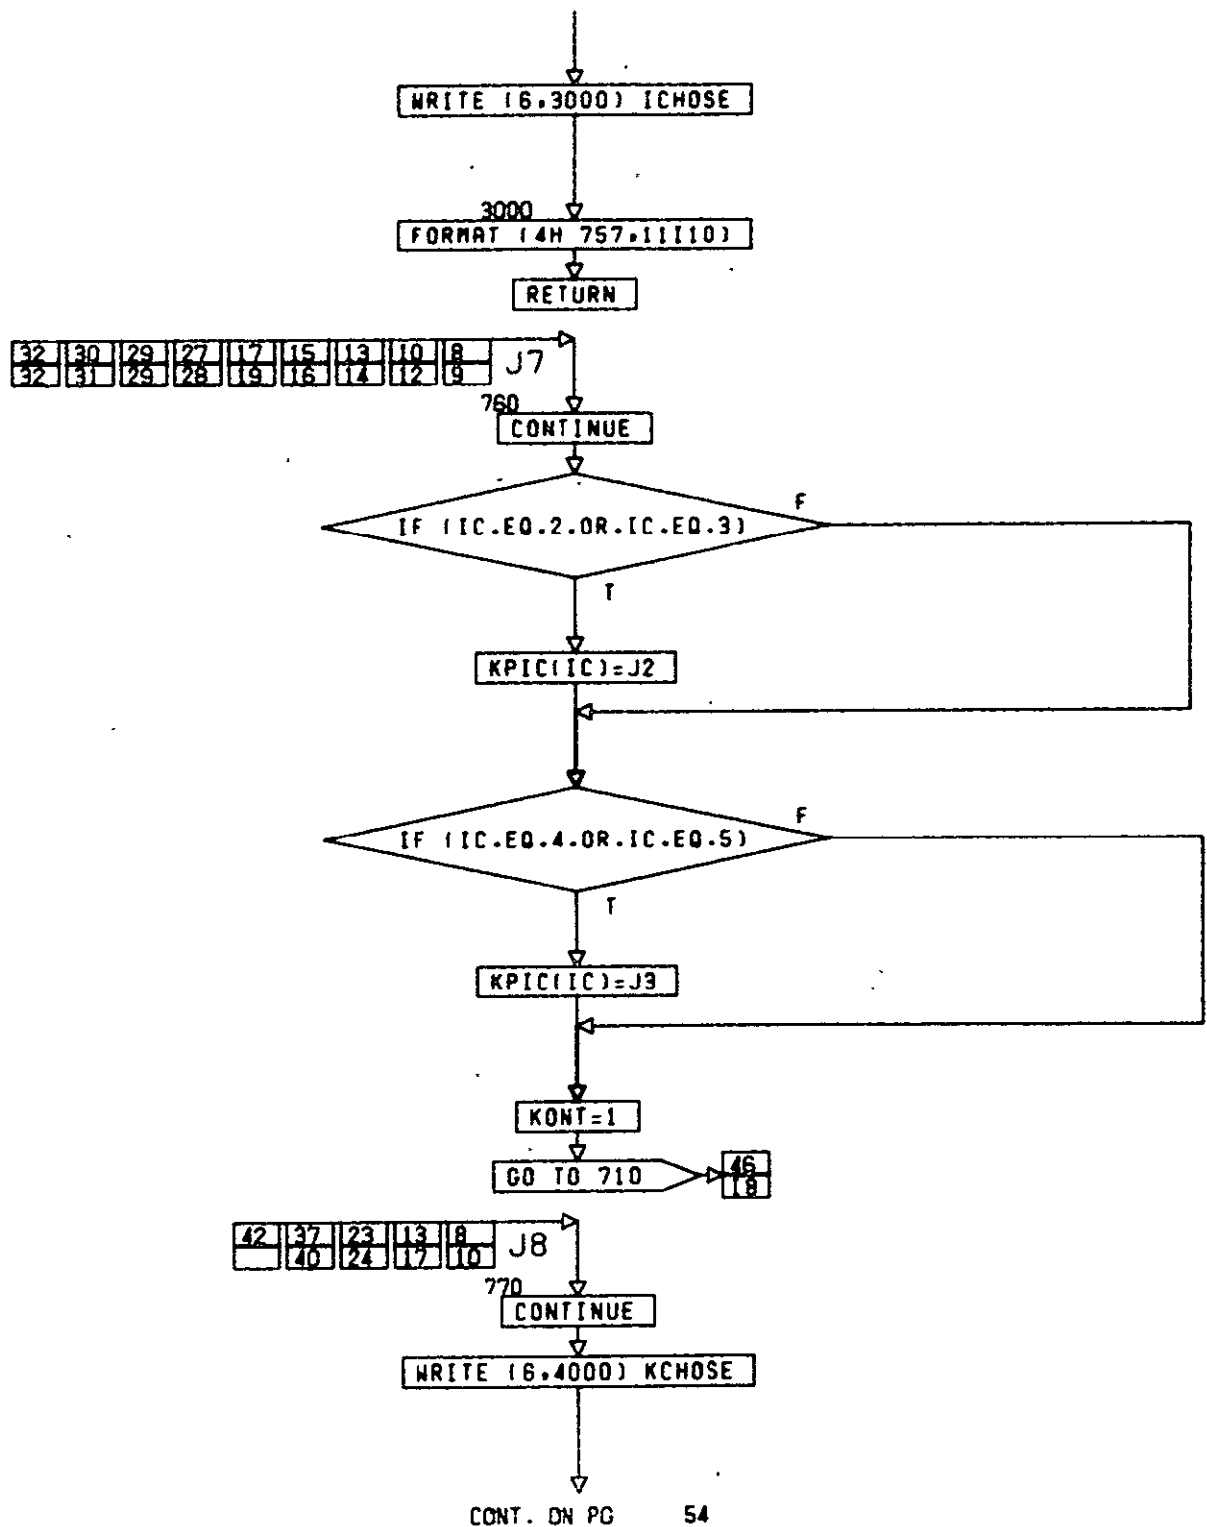 WRITE (6,3000) ICHOSE
3000
FORMAT (4H 757,11I10)
RETURN
32 30 29 27 17 15 13 10 8
32 31 29 28 19 16 14 12 9
J7
760
CONTINUE
F
IF (IC.EQ.2.OR.IC.EQ.3)
T
KPIC(IC)=J2
F
IF (IC.EQ.4.OR.IC.EQ.5)
T
KPIC(IC)=J3
KONT=1
GO TO 710
46
18
42 37 23 13 8
40 24 17 10
J8
770
CONTINUE
WRITE (6,4000) KCHOSE
CONT. ON PG 54